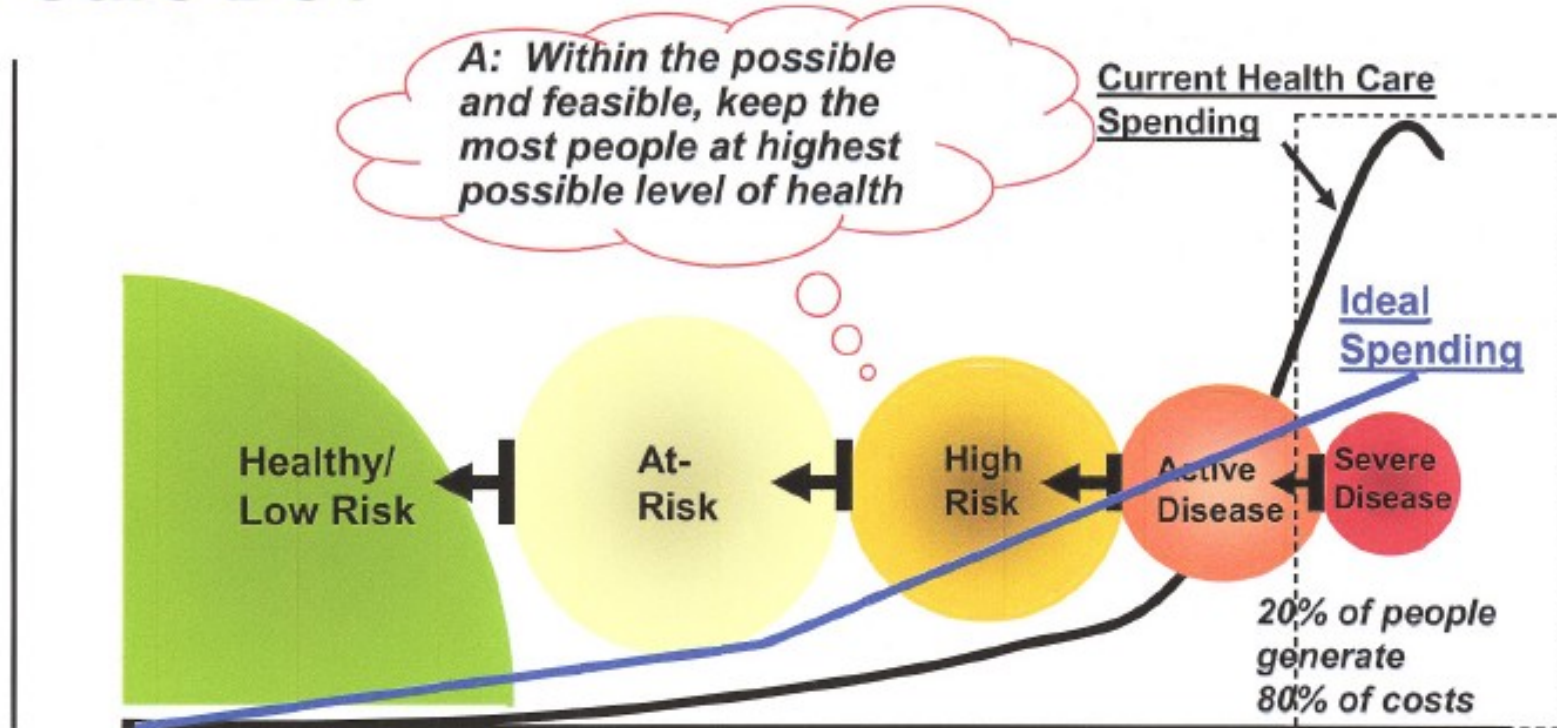 A: Within the possible
and feasible, keep the
most people at highest
possible level of health
Current Health Care
Spending
Ideal
Spending
Healthy/
Low Risk
At-
Risk
High
Risk
Active
Disease
Severe
Disease
20% of people
generate
80% of costs